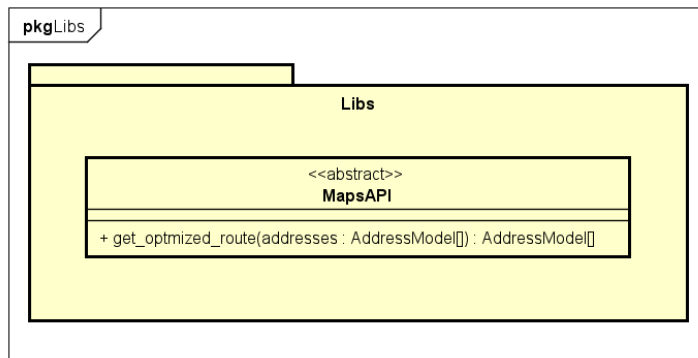 pkgLibs
Libs
<<abstract>>
MapsAPI
+ get_optmized_route(addresses : AddressModel[]) : AddressModel[]